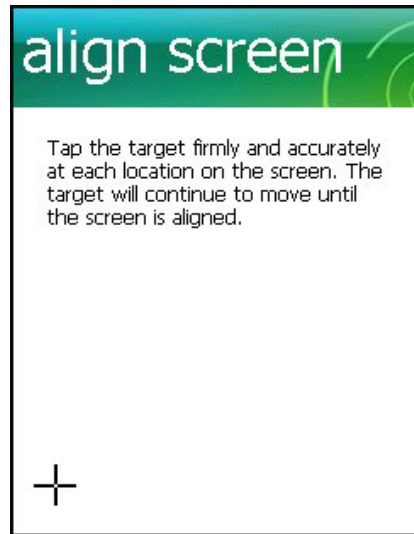 align screen
Tap the target firmly and accurately
at each location on the screen. The
target will continue to move until
the screen is aligned.